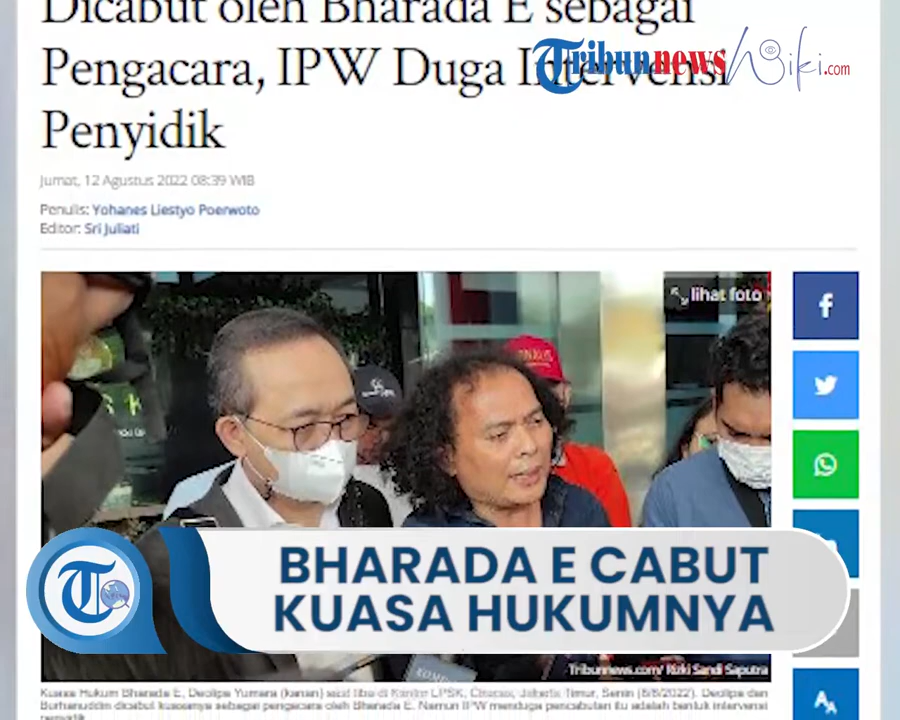 Dicabut oleh Bharada E sebagai
Pengacara, IPW Duga Intervensi
Penyidik
Tribunnews Wiki.com
Jumat, 12 Agustus 2022 08:39 WIB
Penulis: Yohanes Liestyo Poerwoto
Editor: Sri Juliati
lihat foto
BHARADA E CABUT
KUASA HUKUMNYA
Tribunnews.com/ Rizki Sandi Saputra
Kuasa Hukum Bharada E, Deolipa Yumara (kanan) saat tiba di Kantor LPSK, Ciracas, Jakarta Timur, Senin (8/8/2022). Deolipa dan
Burhanuddin dicabut kuasanya sebagai pengacara oleh Bharada E. Namun IPW menduga pencabutan itu adalah bentuk intervensi
penyidik